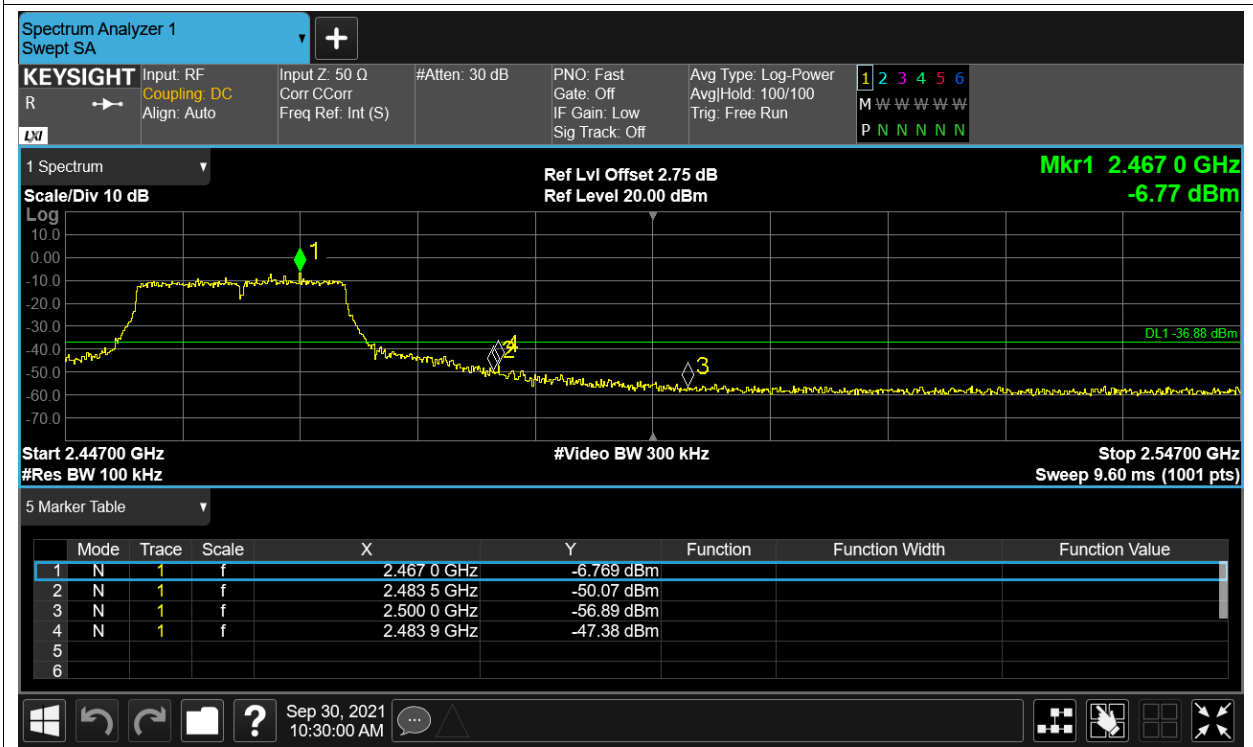 Spectrum Analyzer 1
Swept SA
+
KEYSIGHT Input: RF Input Z: 50 Ω #Atten: 30 dB PNO: Fast Avg Type: Log-Power 1 2 3 4 5 6
R Coupling: DC Corr CCorr Gate: Off Avg|Hold: 100/100 M W W W W W
Align: Auto Freq Ref: Int (S) IF Gain: Low Trig: Free Run
LXI Sig Track: Off P N N N N N
1 Spectrum Ref Lvl Offset 2.75 dB Mkr1 2.467 0 GHz
Scale/Div 10 dB Ref Level 20.00 dBm -6.77 dBm
Log
10.0
0.00 1
-10.0
-20.0
-30.0 DL1 -36.88 dBm
-40.0 2 4
-50.0 3
-60.0
-70.0
Start 2.44700 GHz #Video BW 300 kHz Stop 2.54700 GHz
#Res BW 100 kHz Sweep 9.60 ms (1001 pts)
5 Marker Table
Mode Trace Scale X Y Function Function Width Function Value
1 N 1 f 2.467 0 GHz -6.769 dBm
2 N 1 f 2.483 5 GHz -50.07 dBm
3 N 1 f 2.500 0 GHz -56.89 dBm
4 N 1 f 2.483 9 GHz -47.38 dBm
5
6
? Sep 30, 2021
10:30:00 AM